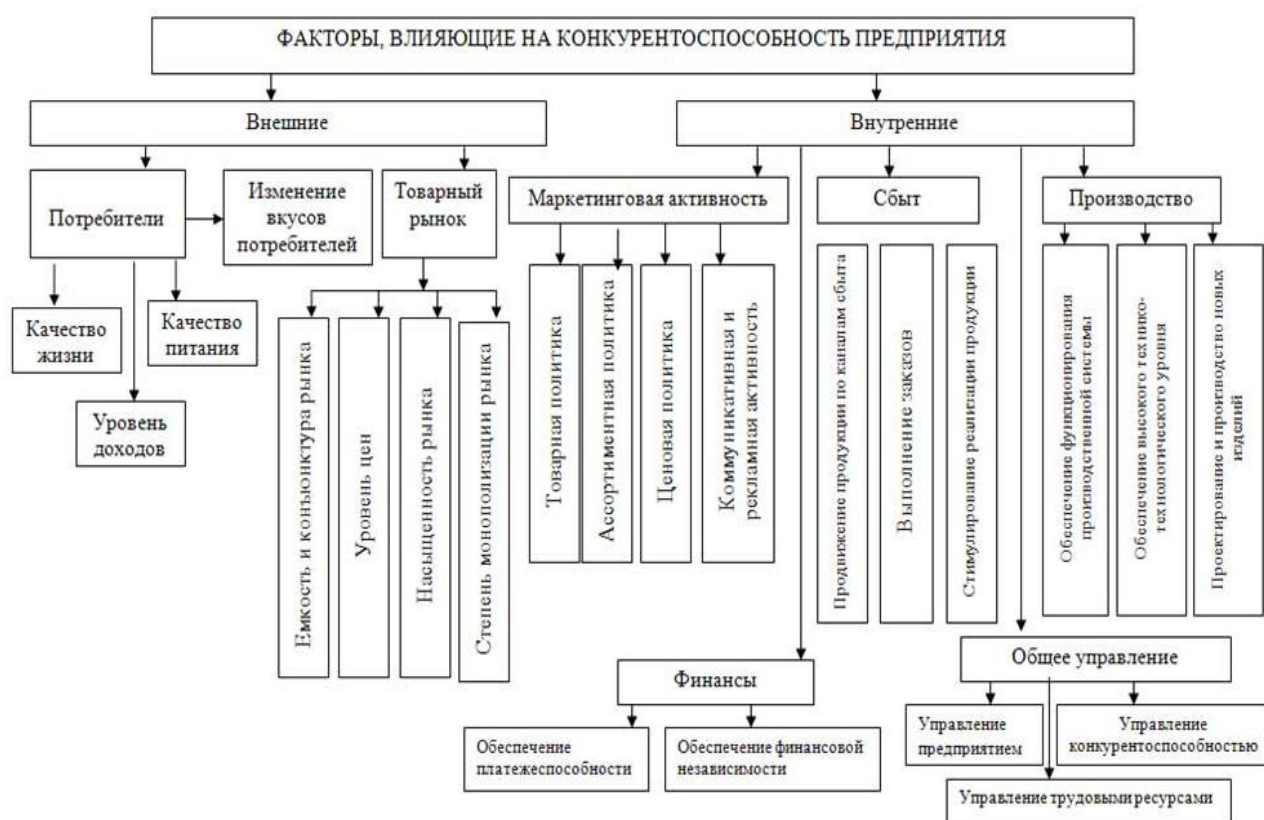 ФАКТОРЫ, ВЛИЯЮЩИЕ НА КОНКУРЕНТОСПОСОБНОСТЬ ПРЕДПРИЯТИЯ
Внешние
Внутренние
Потребители
Изменение
вкусов
потребителей
Товарный
рынок
Маркетинговая активность
Сбыт
Производство
Качество
жизни
Качество
питания
Уровень
доходов
Емкость и конъюнктура рынка
Уровень цен
Насыщенность рынка
Степень монополизации рынка
Товарная политика
Ассортиментная политика
Ценовая политика
Коммуникативная и
рекламная активность
Продвижение продукции по каналам сбыта
Выполнение заказов
Стимулирование реализации продукции
Обеспечение функционирования
производственной системы
Обеспечение высокого технико-
технологического уровня
Проектирование и производство новых
изделий
Финансы
Общее управление
Обеспечение
платежеспособности
Обеспечение финансовой
независимости
Управление
предприятием
Управление
конкурентоспособностью
Управление трудовыми ресурсами